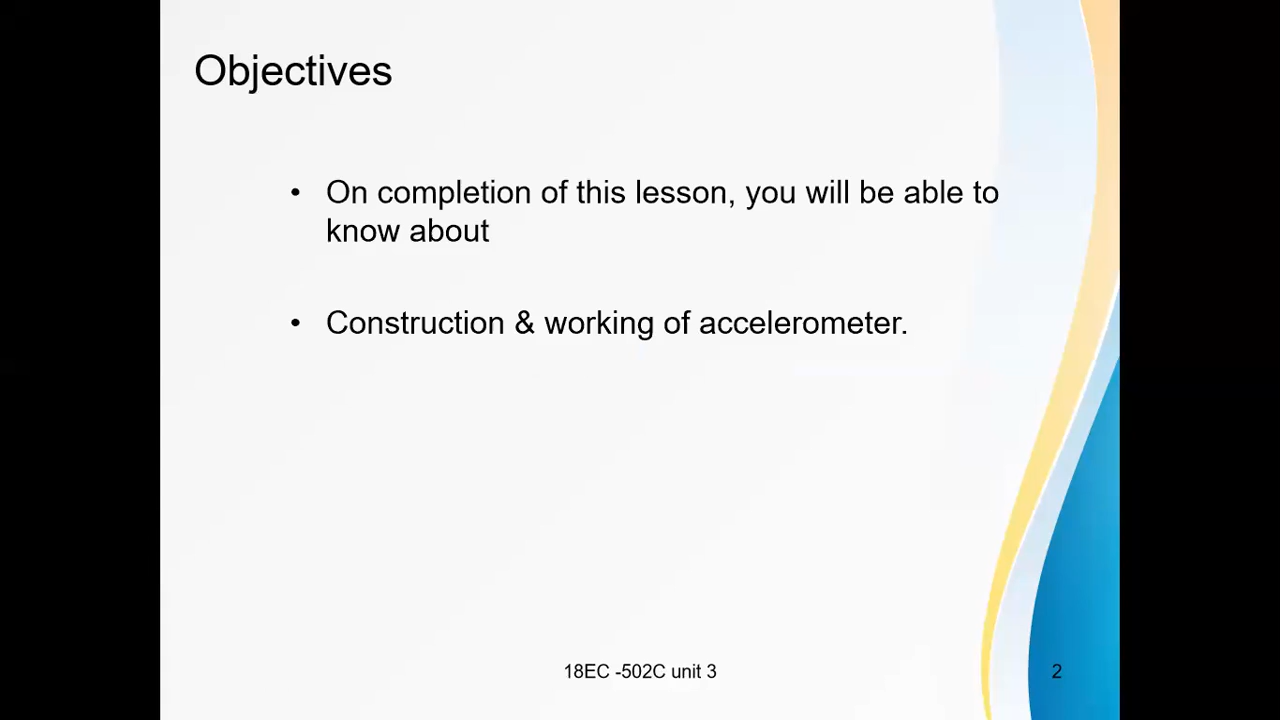 Objectives
• On completion of this lesson, you will be able to
know about
• Construction & working of accelerometer.
18EC -502C unit 3
2